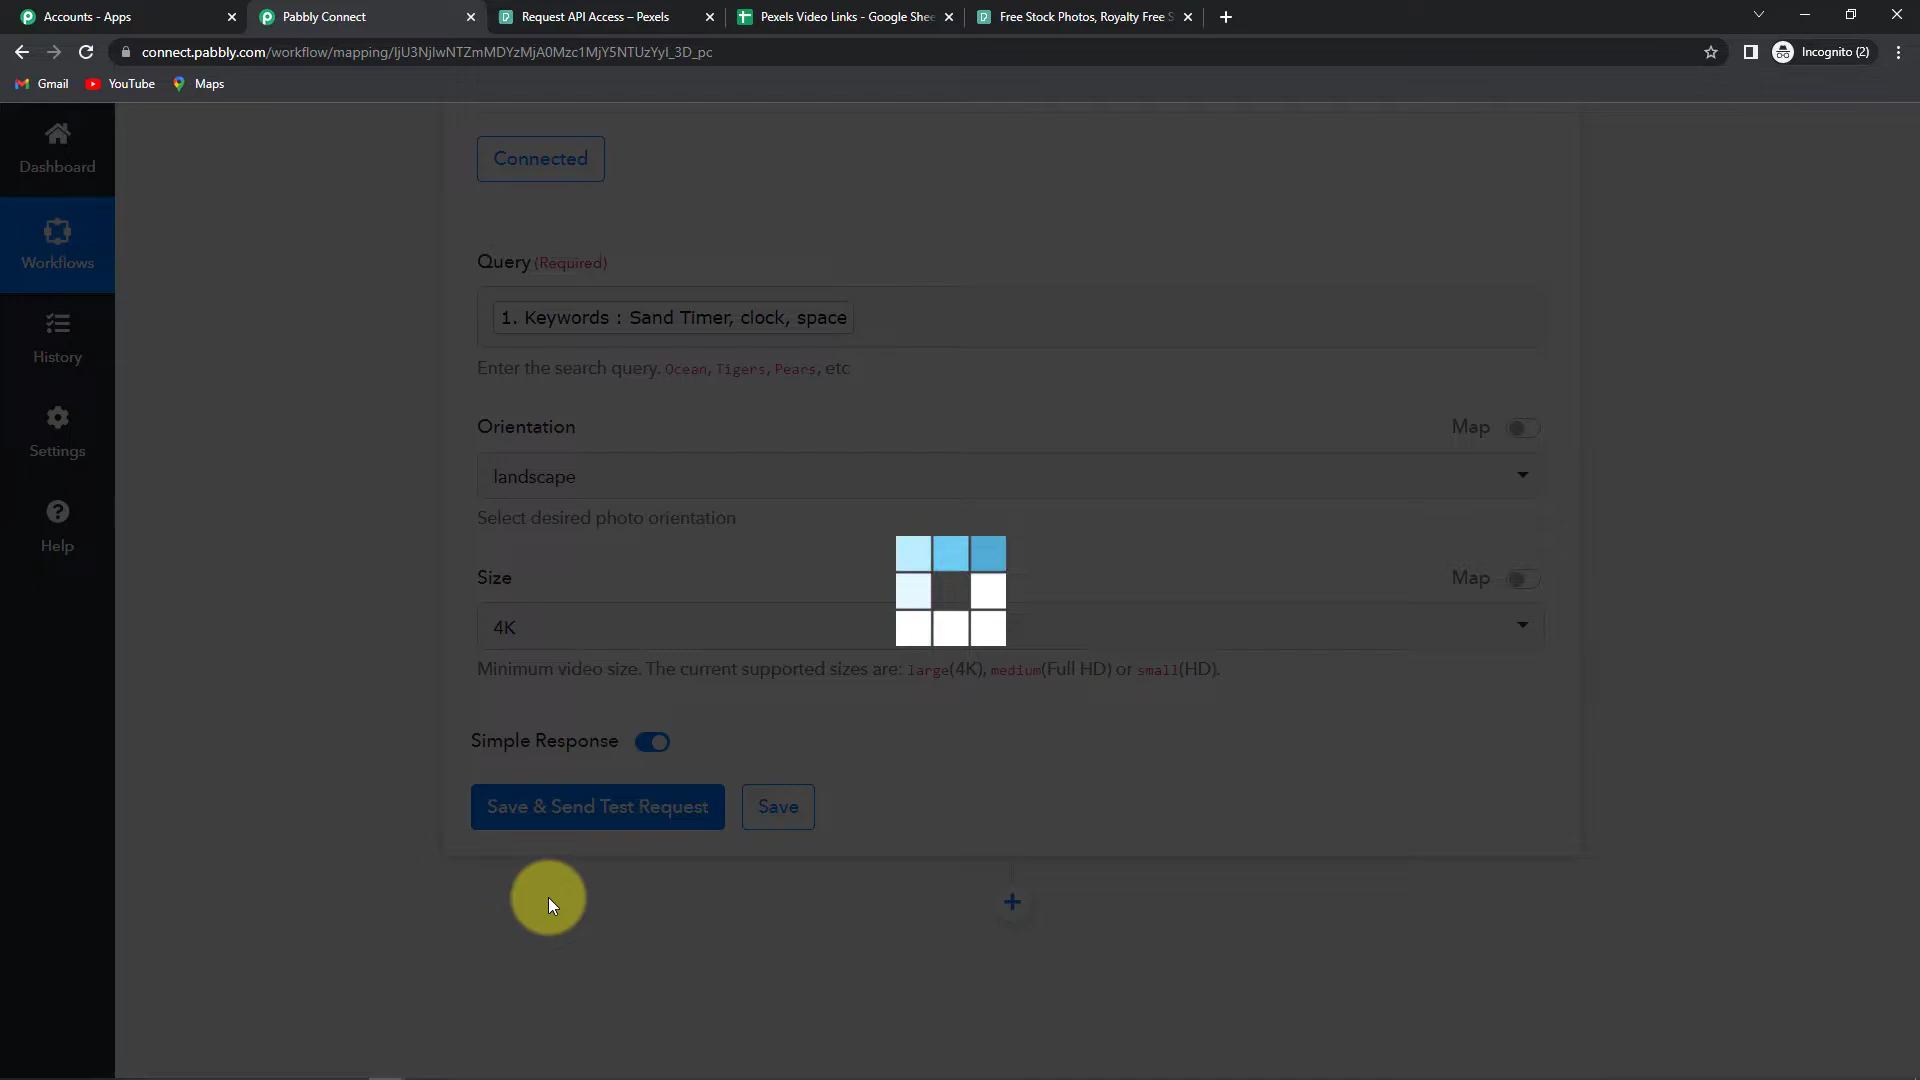 Accounts - Apps
Pabbly Connect
Request API Access – Pexels
Pexels Video Links - Google Shee
Free Stock Photos, Royalty Free S
connect.pabbly.com/workflow/mapping/IjU3NjIwNTZmMDYzMjA0Mzc1MjY5NTUzYyI_3D_pc
Incognito (2)
Gmail
YouTube
Maps
Dashboard
Workflows
History
Settings
Help
Connected
Query (Required)
1. Keywords : Sand Timer, clock, space
Enter the search query. Ocean, Tigers, Pears, etc
Orientation
Map
landscape
Select desired photo orientation
Size
Map
4K
Minimum video size. The current supported sizes are: large(4K), medium(Full HD) or small(HD).
Simple Response
Save & Send Test Request
Save